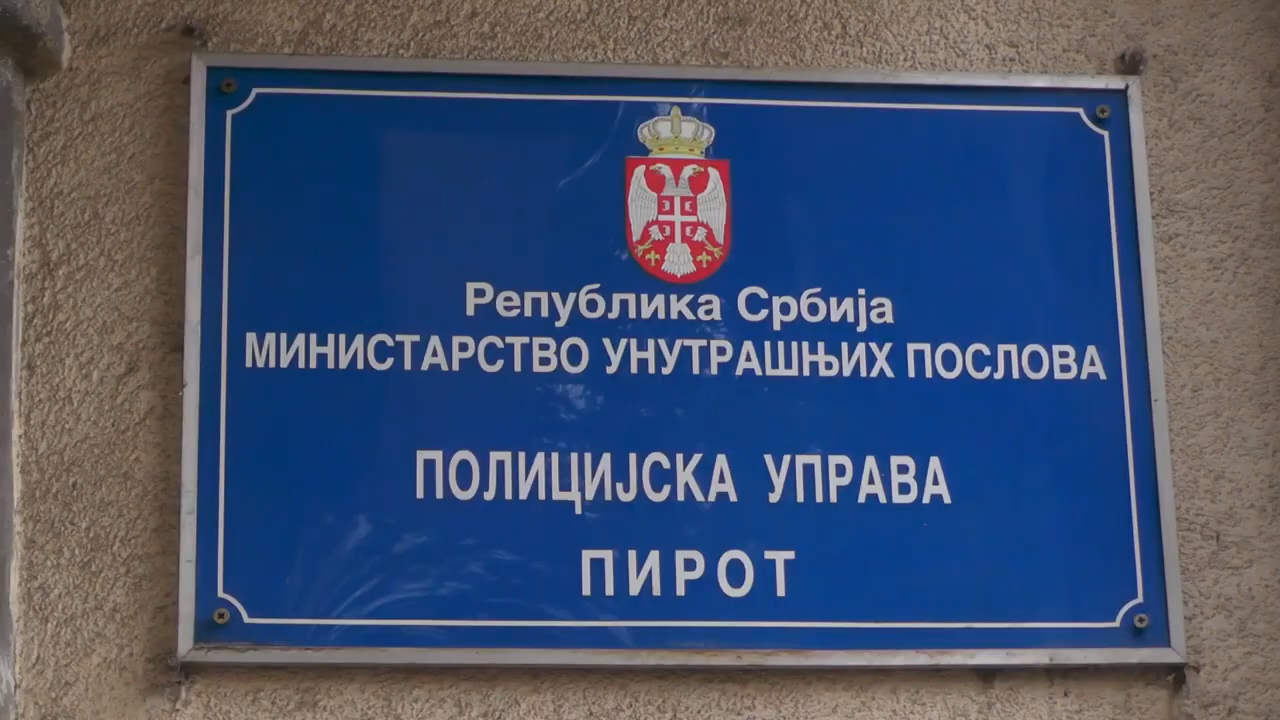 Република Србија
МИНИСТАРСТВО УНУТРАШЊИХ ПОСЛОВА
ПОЛИЦИЈСКА УПРАВА
ПИРОТ